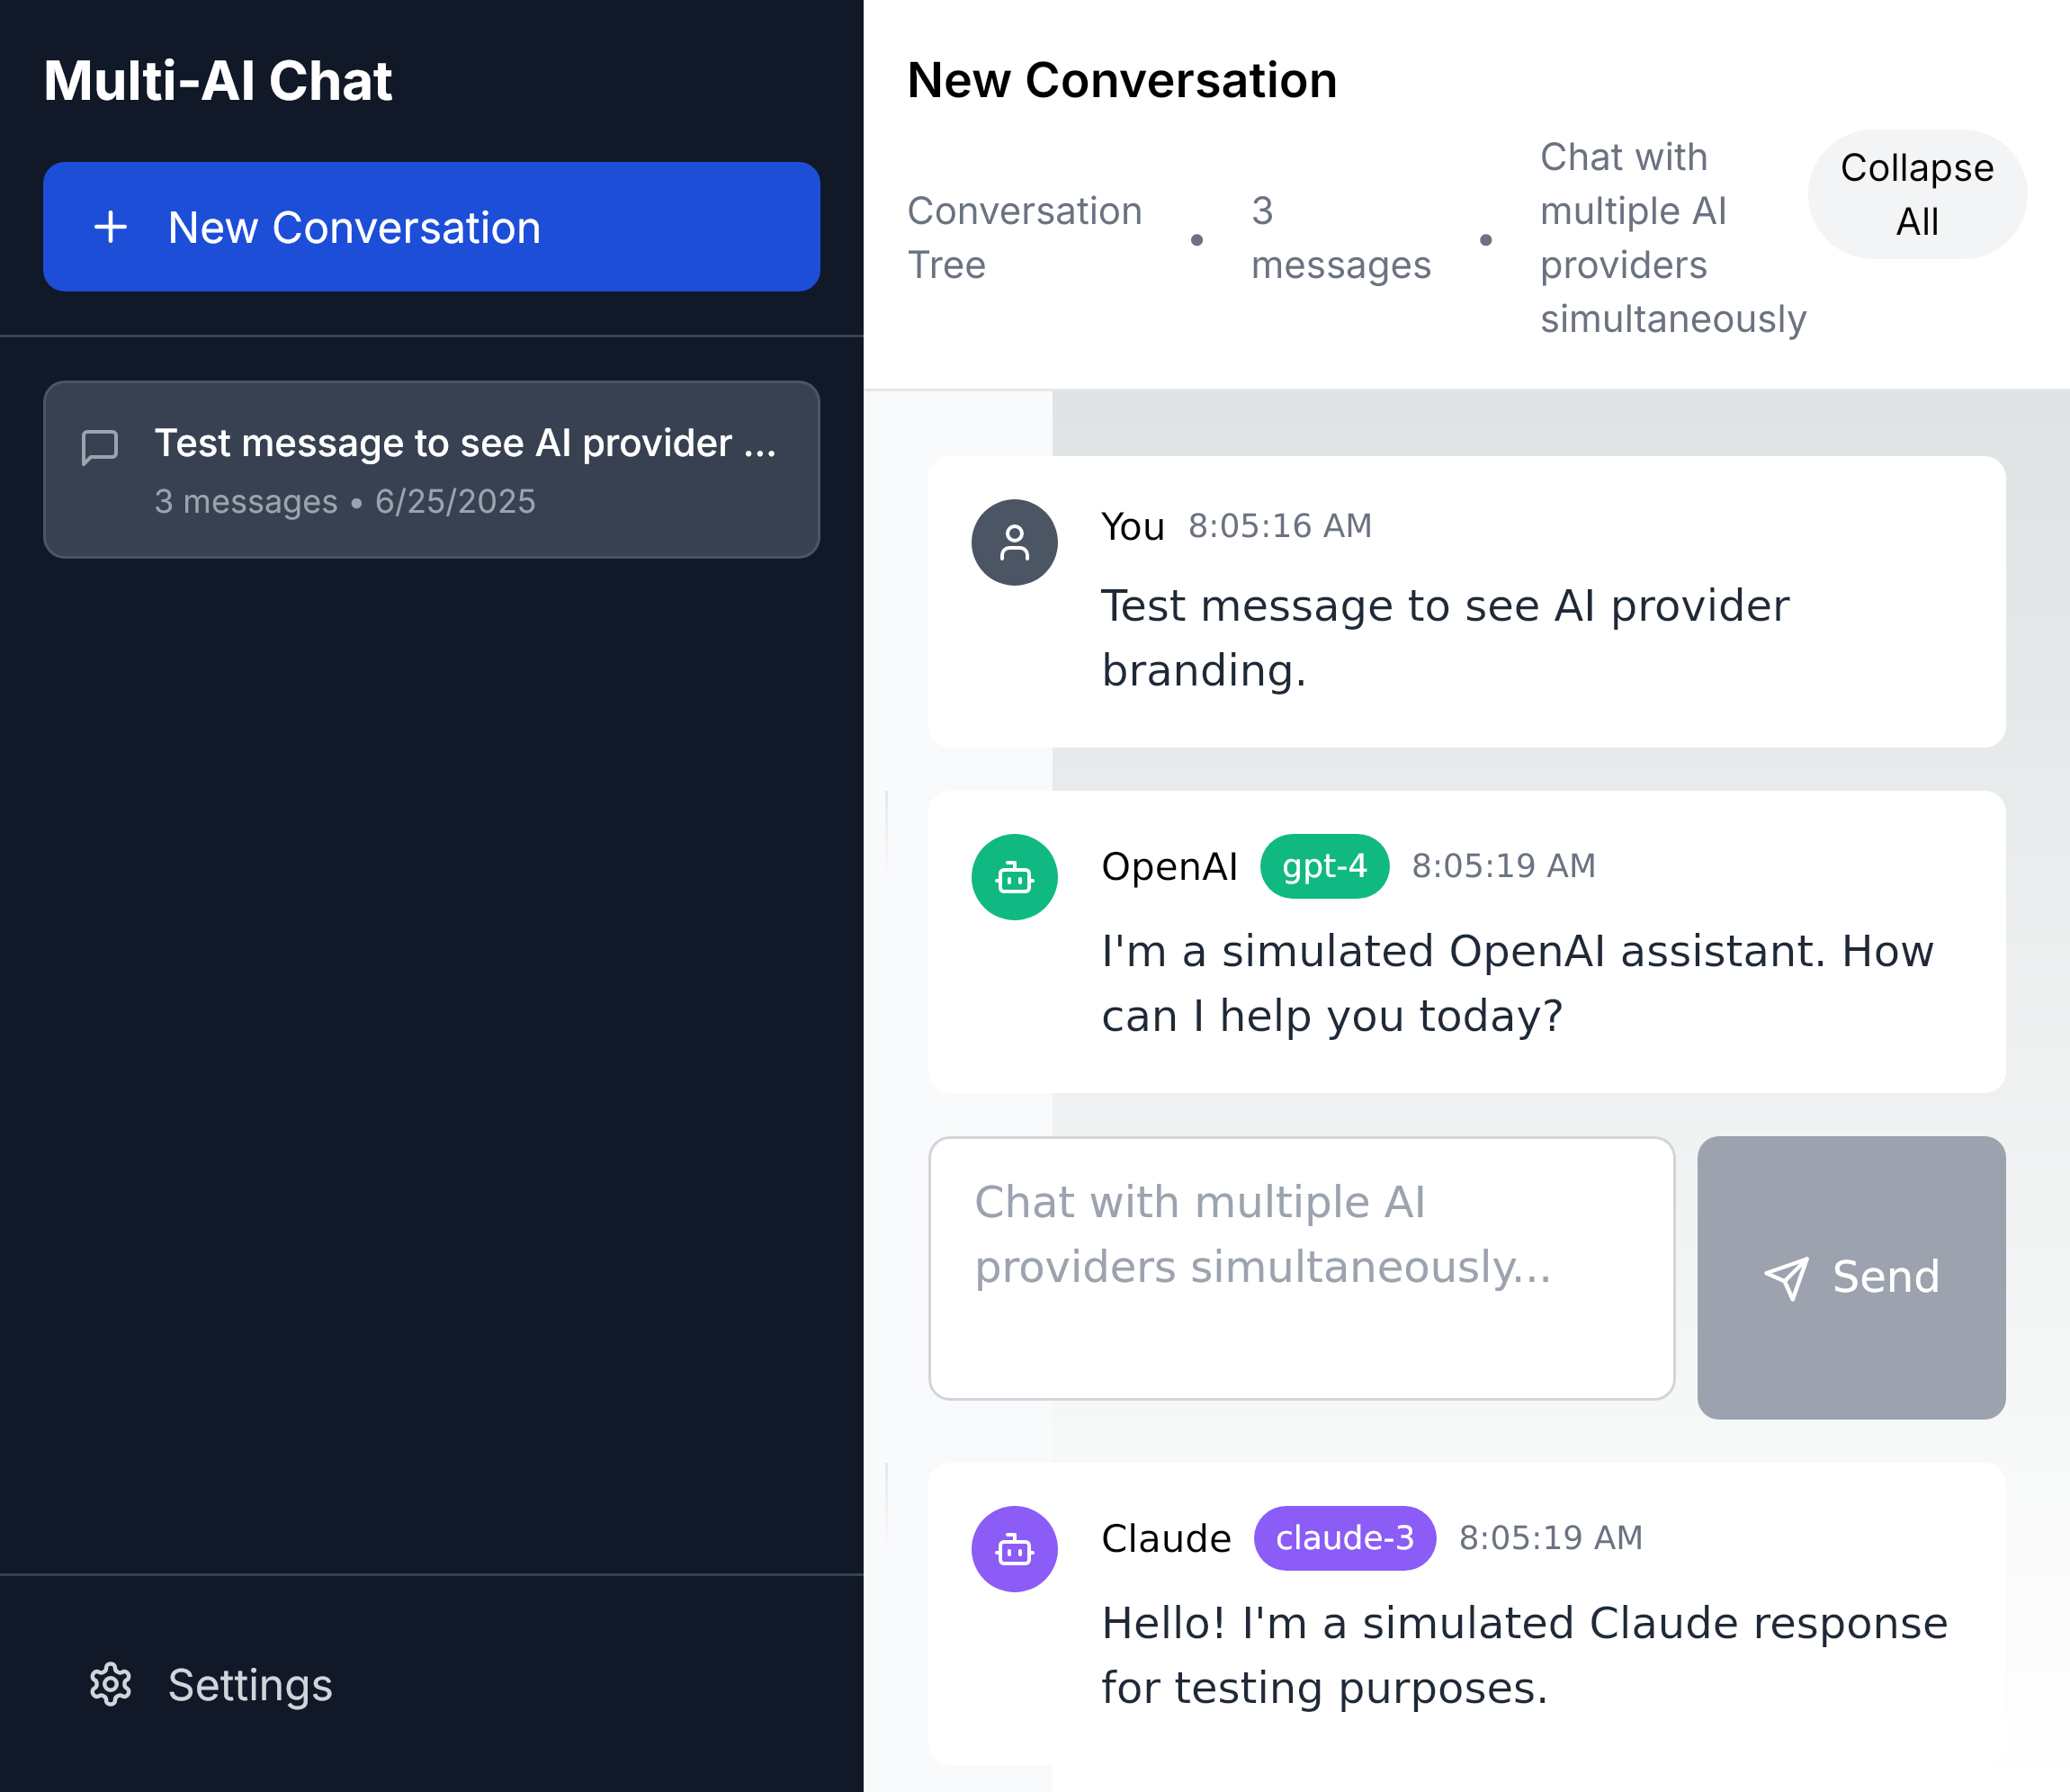 Multi-AI Chat
New Conversation
Test message to see AI provider ...
3 messages • 6/25/2025
Settings
New Conversation
Conversation
Tree
•
3
messages
•
Chat with
multiple AI
providers
simultaneously
Collapse
All
You 8:05:16 AM
Test message to see AI provider
branding.
OpenAI gpt-4 8:05:19 AM
I'm a simulated OpenAI assistant. How
can I help you today?
Chat with multiple AI
providers simultaneously...
Send
Claude claude-3 8:05:19 AM
Hello! I'm a simulated Claude response
for testing purposes.